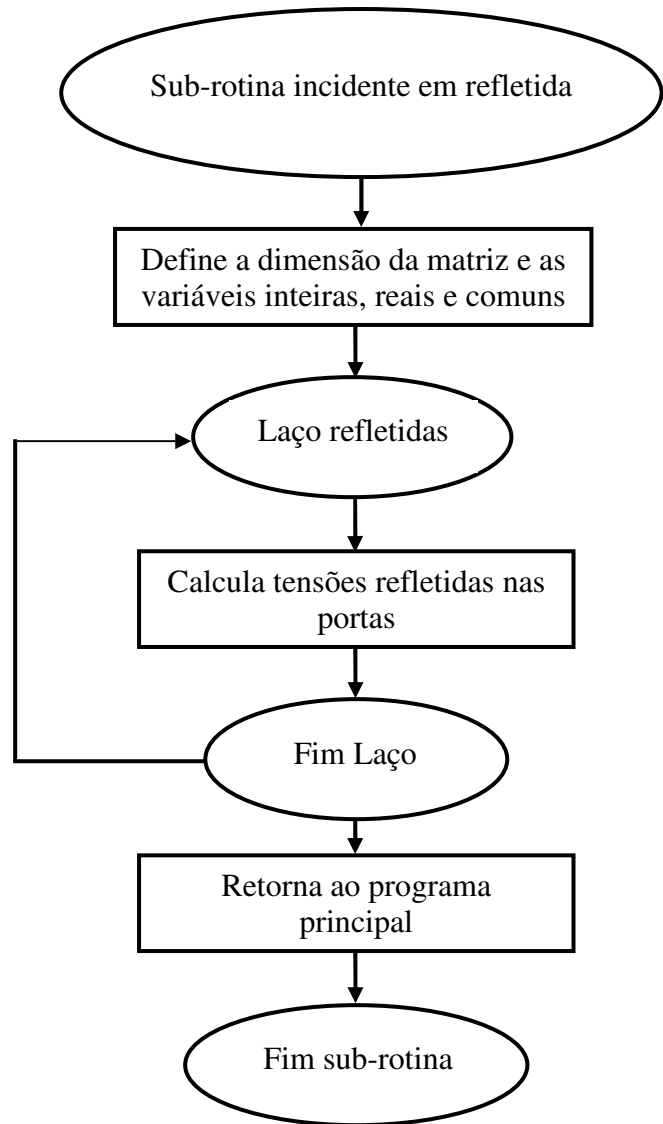 Sub-rotina incidente em refletida
Define a dimensão da matriz e as
variáveis inteiras, reais e comuns
Laço refletidas
Calcula tensões refletidas nas
portas
Fim Laço
Retorna ao programa
principal
Fim sub-rotina